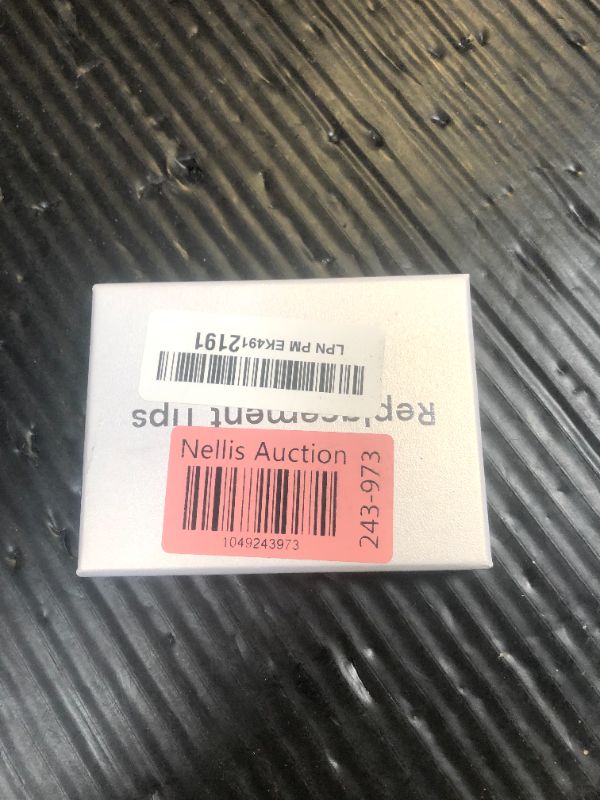 LPN PM EK4912191
Replacement Tips
Nellis Auction
1049243973
243-973